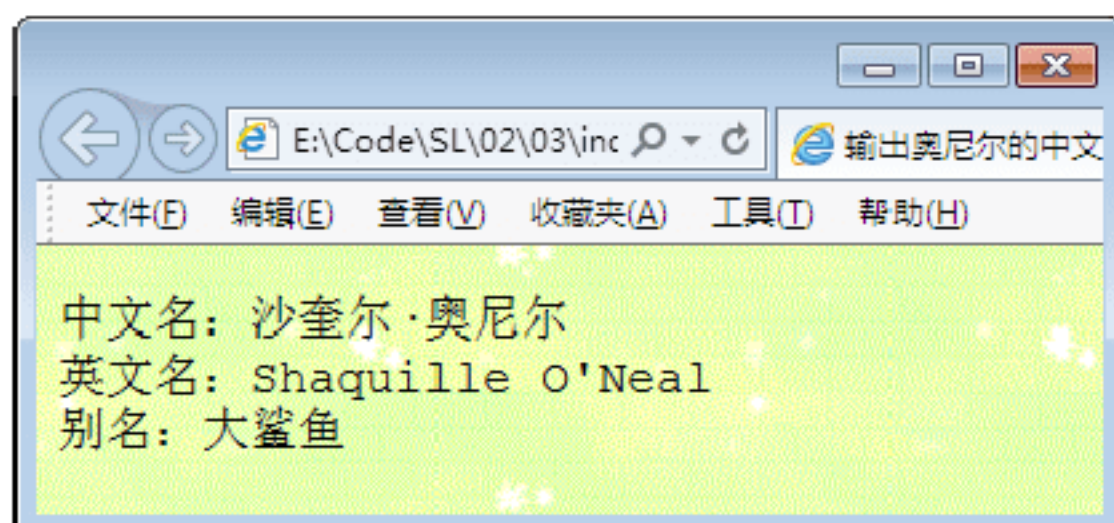 E:\Code\SL\02\03\inc
输出奥尼尔的中文
文件(F) 编辑(E) 查看(V) 收藏夹(A) 工具(T) 帮助(H)
中文名：沙奎尔·奥尼尔
英文名：Shaquille O'Neal
别名：大鲨鱼